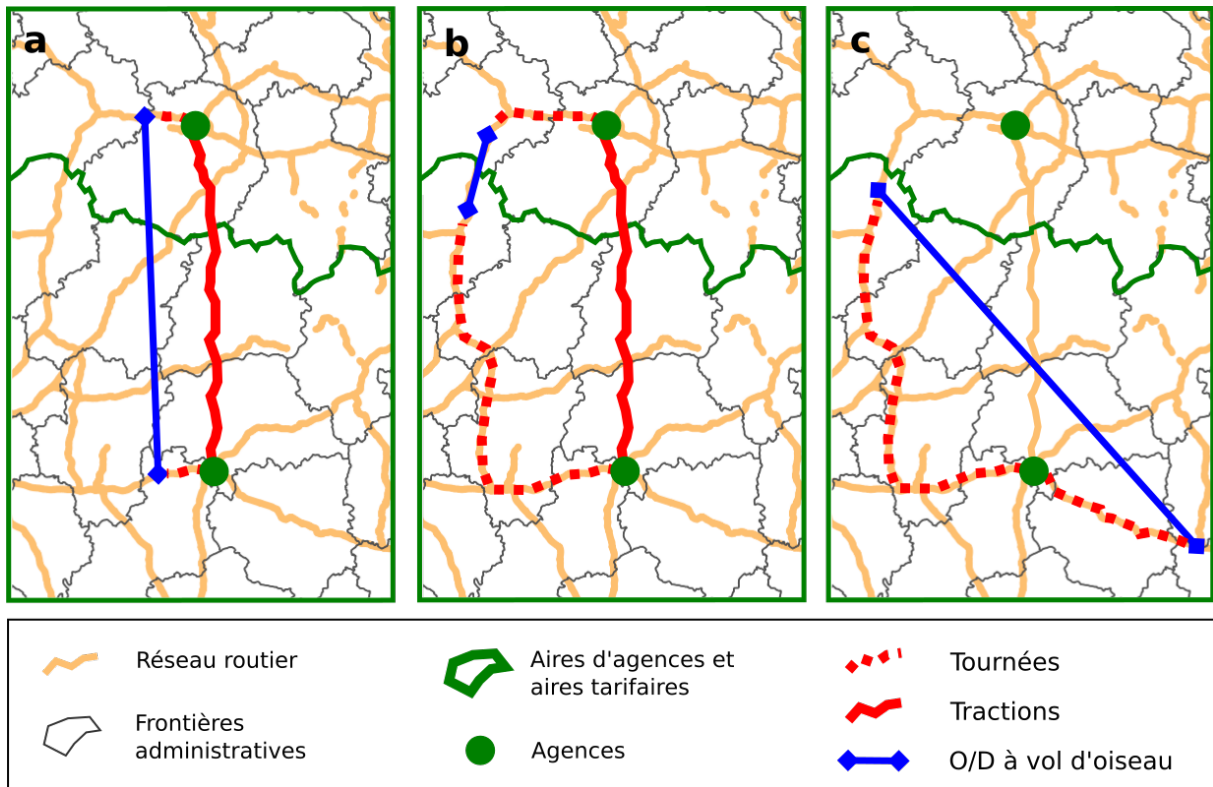 a
b
c
Réseau routier
Frontières
administratives
Aires d'agences et
aires tarifaires
Agences
Tournées
Tractions
O/D à vol d'oiseau